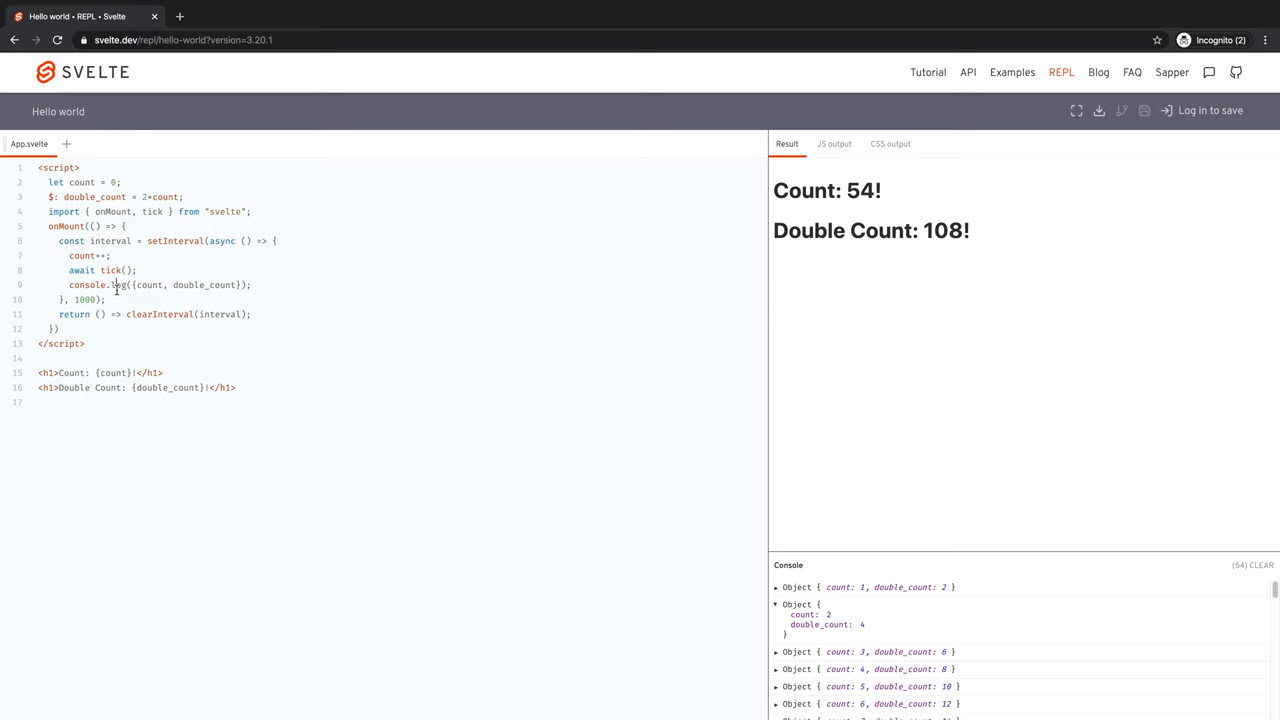 Hello world • REPL • Svelte
svelte.dev/repl/hello-world?version=3.20.1
Incognito (2)
SVELTE
Tutorial API Examples REPL Blog FAQ Sapper
Hello world
Log in to save
App.svelte
Result JS output CSS output
1 <script>
2 let count = 0;
3 $: double_count = 2*count;
4 import { onMount, tick } from "svelte";
5 onMount(() => {
6 const interval = setInterval(async () => {
7 count++;
8 await tick();
9 console.log({count, double_count});
10 }, 1000);
11 return () => clearInterval(interval);
12 })
13 </script>
14
15 <h1>Count: {count}!</h1>
16 <h1>Double Count: {double_count}!</h1>
17
Count: 54!
Double Count: 108!
Console
(54) CLEAR
Object { count: 1, double_count: 2 }
Object {
count: 2
double_count: 4
}
Object { count: 3, double_count: 6 }
Object { count: 4, double_count: 8 }
Object { count: 5, double_count: 10 }
Object { count: 6, double_count: 12 }